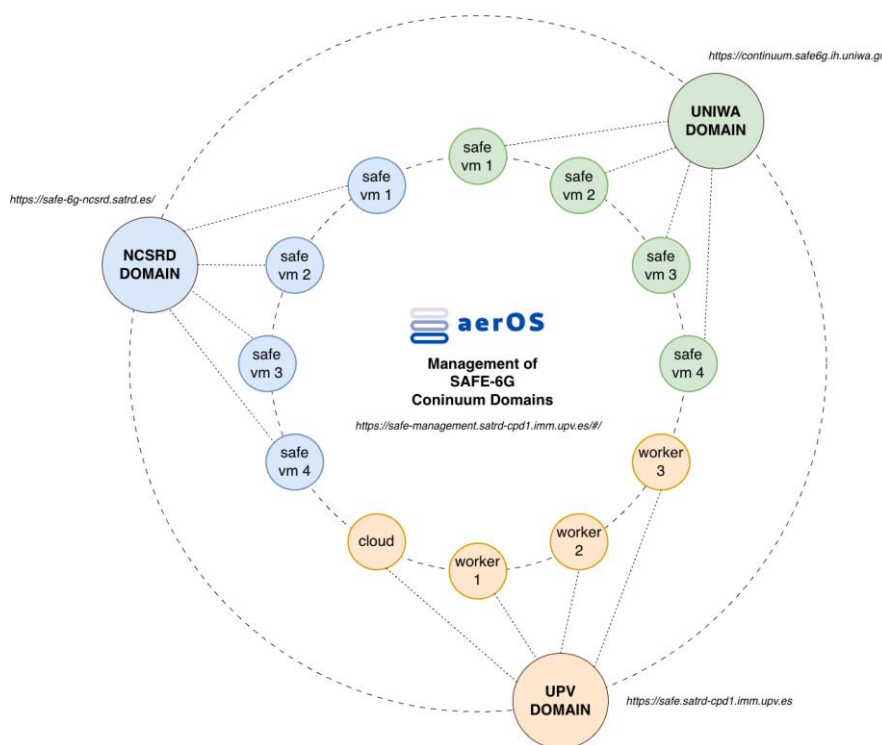 https://continuum.safe6g.ih.uniwa.gr
UNIWA
DOMAIN
safe
vm 1
safe
vm 2
safe
vm 3
safe
vm 4
https://safe-6g-ncsrd.satrd.es/
NCSRD
DOMAIN
safe
vm 1
safe
vm 2
safe
vm 3
safe
vm 4
aerOS
Management of
SAFE-6G
Coninuum Domains
https://safe-management.satrd-cpd1.imm.upv.es/#/
worker
3
worker
2
worker
1
cloud
UPV
DOMAIN
https://safe.satrd-cpd1.imm.upv.es